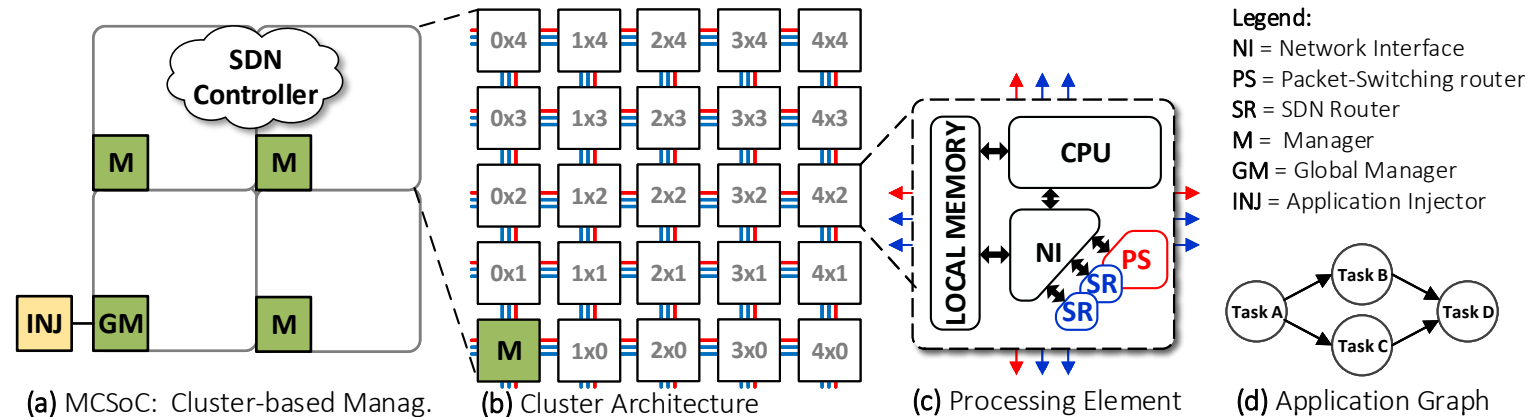 SDN
Controller
M
M
INJ
GM
M
(a) MCSoC: Cluster-based Manag.
0x4
1x4
2x4
3x4
4x4
0x3
1x3
2x3
3x3
4x3
0x2
1x2
2x2
3x2
4x2
0x1
1x1
2x1
3x1
4x1
M
1x0
2x0
3x0
4x0
(b) Cluster Architecture
LOCAL MEMORY
CPU
NI
PS
SR
SR
(c) Processing Element
Legend:
NI = Network Interface
PS = Packet-Switching router
SR = SDN Router
M = Manager
GM = Global Manager
INJ = Application Injector
Task A
Task B
Task C
Task D
(d) Application Graph